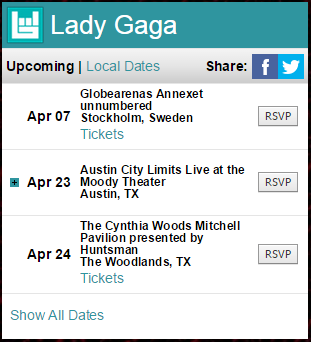 Lady Gaga
Upcoming | Local Dates Share:
Apr 07
Globearenas Annexet
unnumbered
Stockholm, Sweden
Tickets
RSVP
Apr 23
Austin City Limits Live at the
Moody Theater
Austin, TX
RSVP
Apr 24
The Cynthia Woods Mitchell
Pavilion presented by
Huntsman
The Woodlands, TX
Tickets
RSVP
Show All Dates